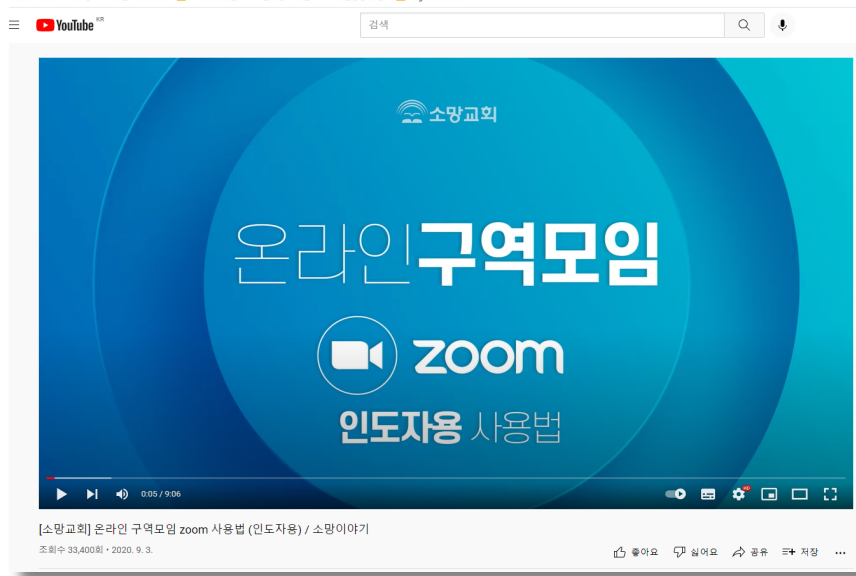 YouTube KR
검색
소망교회
온라인구역모임
zoom
인도자용 사용법
0:05 / 9:06
HD
[소망교회] 온라인 구역모임 zoom 사용법 (인도자용) / 소망이야기
조회수 33,400회 • 2020. 9. 3.
좋아요 싫어요 공유 저장 ...